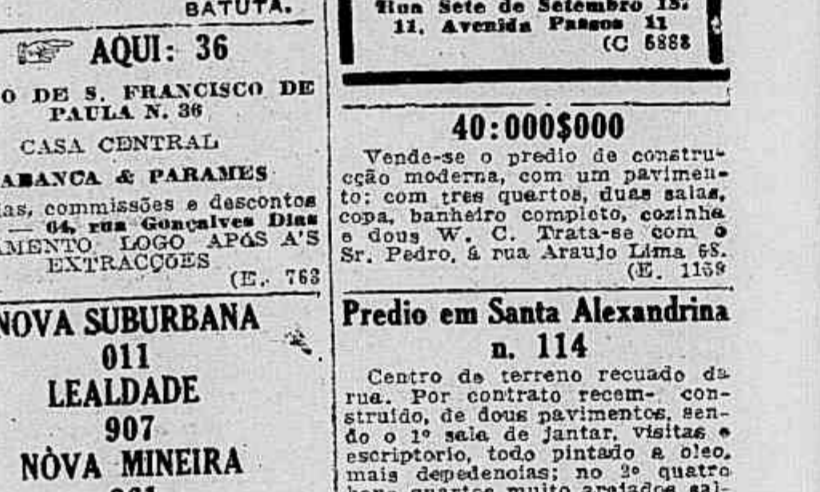 BATUTA.
AQUI: 36
O DE S. FRANCISCO DE
PAULA N. 36
CASA CENTRAL
ABANCA & PARAMES
as, commissões e descontos
— 64, rua Gonçalves Dias
AMENTO LOGO APÓS A'S
EXTRACÇÕES
(E. 763
NOVA SUBURBANA
011
LEALDADE
907
NOVA MINEIRA
Rua Sete de Setembro 13.
11, Avenida Passos 11
(C 6888
40:000$000
Vende-se o predio de constru-
cção moderna, com um pavimen-
to; com tres quartos, duas salas,
copa, banheiro completo, cozinha
e dous W. C. Trata-se com o
Sr. Pedro, á rua Araujo Lima 68.
(E. 1169
Predio em Santa Alexandrina
n. 114
Centro de terreno recuado da
rua. Por contrato recem- con-
struido, de dous pavimentos, sen-
do o 1º sala de jantar, visitas e
escriptorio, todo pintado a oleo,
mais depedencias; no 2º quatro
quartos muito arejados